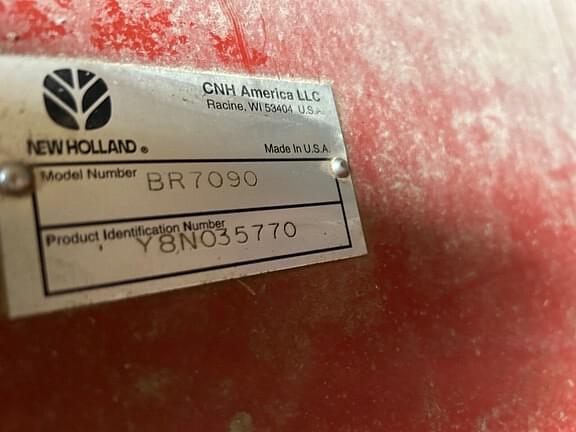 CNH America LLC
Racine, WI 53404 U.S.A.
NEW HOLLAND ®
Made in U.S.A.
Model Number BR7090
Product Identification Number
Y8N035770